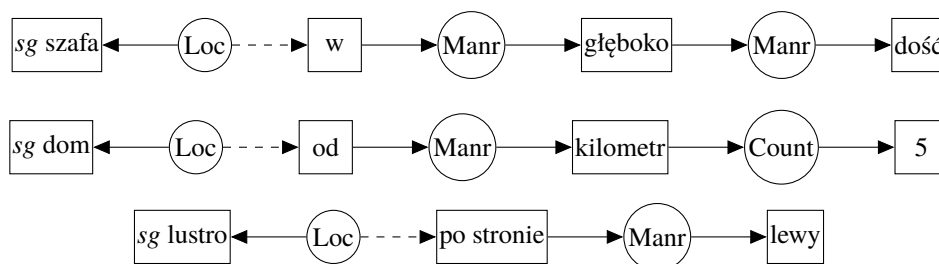 sg szafa Loc w Manr głęboko Manr dość
sg dom Loc od Manr kilometr Count 5
sg lustro Loc po stronie Manr lewy